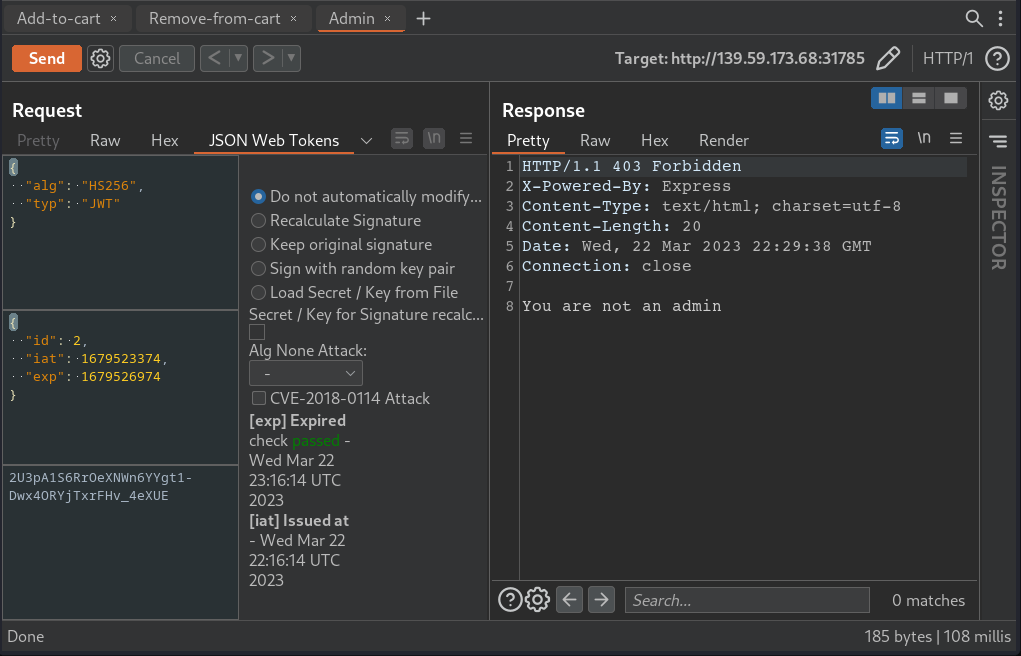 Add-to-cart × Remove-from-cart × Admin × +
Send Cancel < > Target: http://139.59.173.68:31785 HTTP/1 ?
Request
Pretty Raw Hex JSON Web Tokens \n
{
"alg": "HS256",
"typ": "JWT"
}
{
"id": 2,
"iat": 1679523374,
"exp": 1679526974
}
2U3pA1S6RrOeXNWn6YYgt1-
Dwx4ORYjTxrFHv_4eXUE
Do not automatically modify...
Recalculate Signature
Keep original signature
Sign with random key pair
Load Secret / Key from File
Secret / Key for Signature recalc...
Alg None Attack:
-
CVE-2018-0114 Attack
[exp] Expired
check passed -
Wed Mar 22
23:16:14 UTC
2023
[iat] Issued at
- Wed Mar 22
22:16:14 UTC
2023
Response
Pretty Raw Hex Render \n
1 HTTP/1.1 403 Forbidden
2 X-Powered-By: Express
3 Content-Type: text/html; charset=utf-8
4 Content-Length: 20
5 Date: Wed, 22 Mar 2023 22:29:38 GMT
6 Connection: close
7
8 You are not an admin
? Search... 0 matches
INSPECTOR
Done 185 bytes | 108 millis